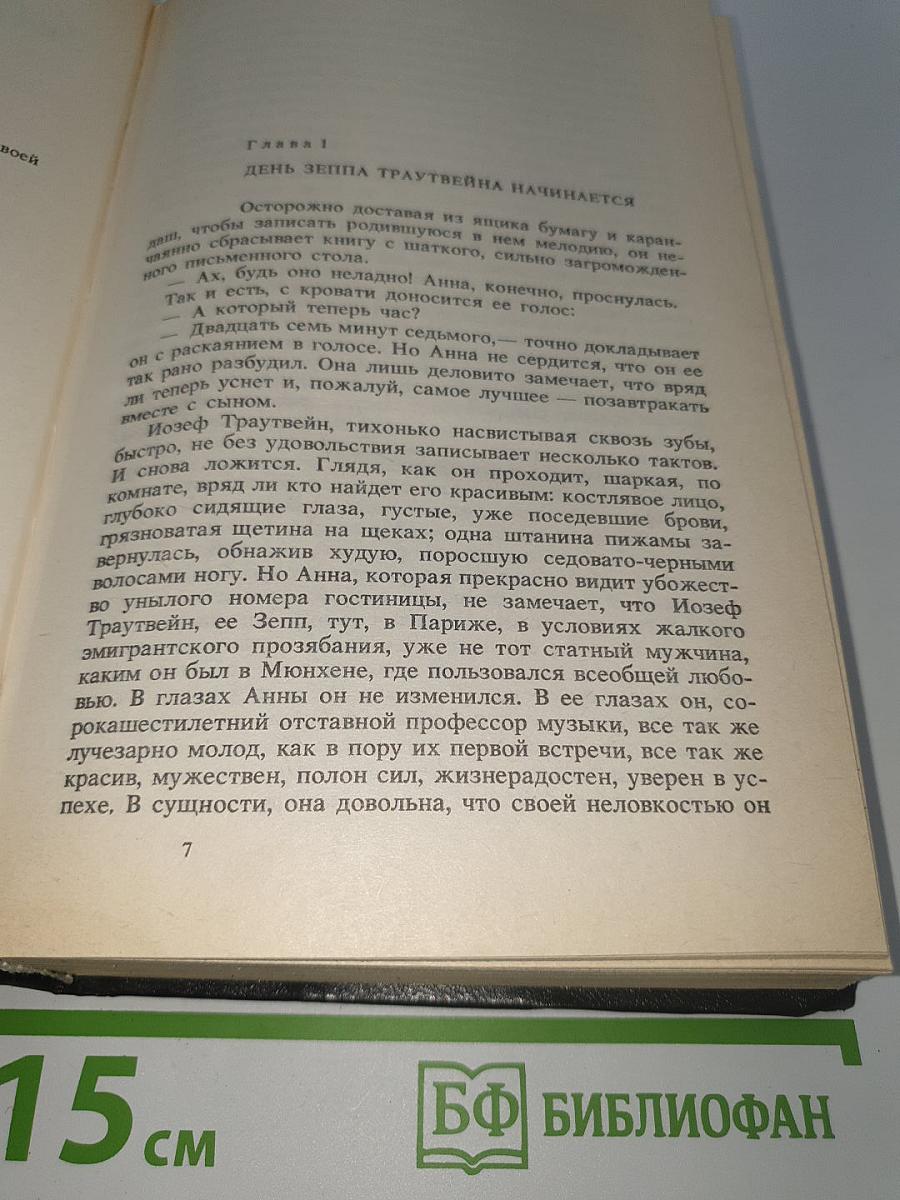 воей
Глава 1
ДЕНЬ ЗЕППА ТРАУТВЕЙНА НАЧИНАЕТСЯ
Осторожно доставая из ящика бумагу и каран-
даш, чтобы записать родившуюся в нем мелодию, он не-
чаянно сбрасывает книгу с шаткого, сильно загроможден-
ного письменного стола.
— Ах, будь оно неладно! Анна, конечно, проснулась.
Так и есть, с кровати доносится ее голос:
— А который теперь час?
— Двадцать семь минут седьмого,— точно докладывает
он с раскаянием в голосе. Но Анна не сердится, что он ее
так рано разбудил. Она лишь деловито замечает, что вряд
ли теперь уснет и, пожалуй, самое лучшее — позавтракать
вместе с сыном.
Иозеф Траутвейн, тихонько насвистывая сквозь зубы,
быстро, не без удовольствия записывает несколько тактов.
И снова ложится. Глядя, как он проходит, шаркая, по
комнате, вряд ли кто найдет его красивым: костлявое лицо,
глубоко сидящие глаза, густые, уже поседевшие брови,
грязноватая щетина на щеках; одна штанина пижамы за-
вернулась, обнажив худую, поросшую седовато-черными
волосами ногу. Но Анна, которая прекрасно видит убожест-
во унылого номера гостиницы, не замечает, что Иозеф
Траутвейн, ее Зепп, тут, в Париже, в условиях жалкого
эмигрантского прозябания, уже не тот статный мужчина,
каким он был в Мюнхене, где пользовался всеобщей любо-
вью. В глазах Анны он не изменился. В ее глазах он, со-
рокашестилетний отставной профессор музыки, все так же
лучезарно молод, как в пору их первой встречи, все так же
красив, мужествен, полон сил, жизнерадостен, уверен в ус-
пехе. В сущности, она довольна, что своей неловкостью он
7
15 см
БФ БИБЛИОФАН